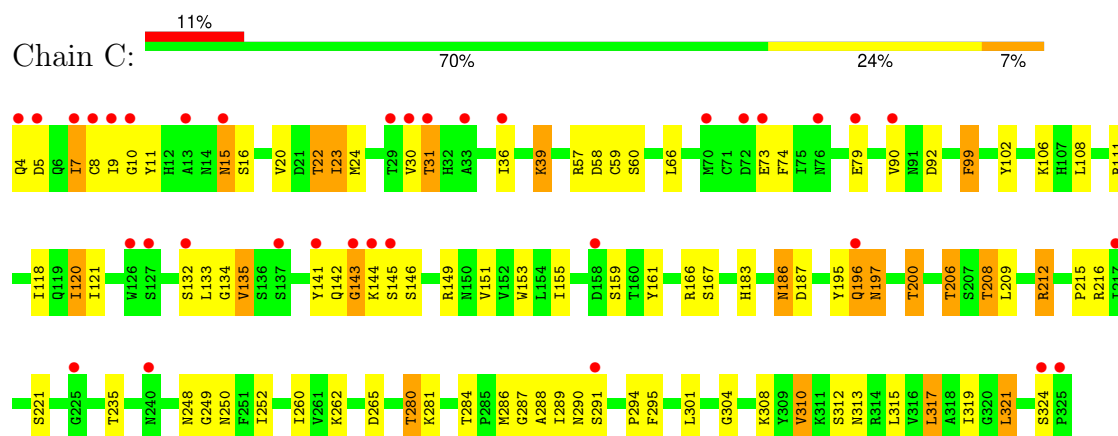 11%
Chain C:
70% 24% 7%
Q4 D5 Q6 I7 C8 I9 G10 Y11 H12 A13 N14 N15 S16 V20 D21 T22 I23 M24 T29 V30 T31 H32 A33 I36 K39 R57 D58 C59 S60 L66 M70 C71 D72 E73 F74 I75 N76 E79 V90 N91 D92 F99 Y102 K106 H107 L108 R111
I118 Q119 I120 I121 W126 S127 S132 L133 G134 V135 S136 S137 Y141 Q142 G143 K144 S145 S146 R149 N150 V151 V152 W153 L154 I155 D158 S159 T160 Y161 R166 S167 H183 N186 D187 Y195 Q196 N197 T200 T206 S207 T208 L209 R212 P215 R216 I217
S221 G225 T235 N240 N248 G249 N250 F251 I252 I260 V261 K262 D265 T280 K281 T284 P285 M286 G287 A288 I289 N290 S291 P294 F295 L301 G304 K308 Y309 V310 K311 S312 N313 R314 L315 V316 L317 A318 I319 G320 L321 S324 P325